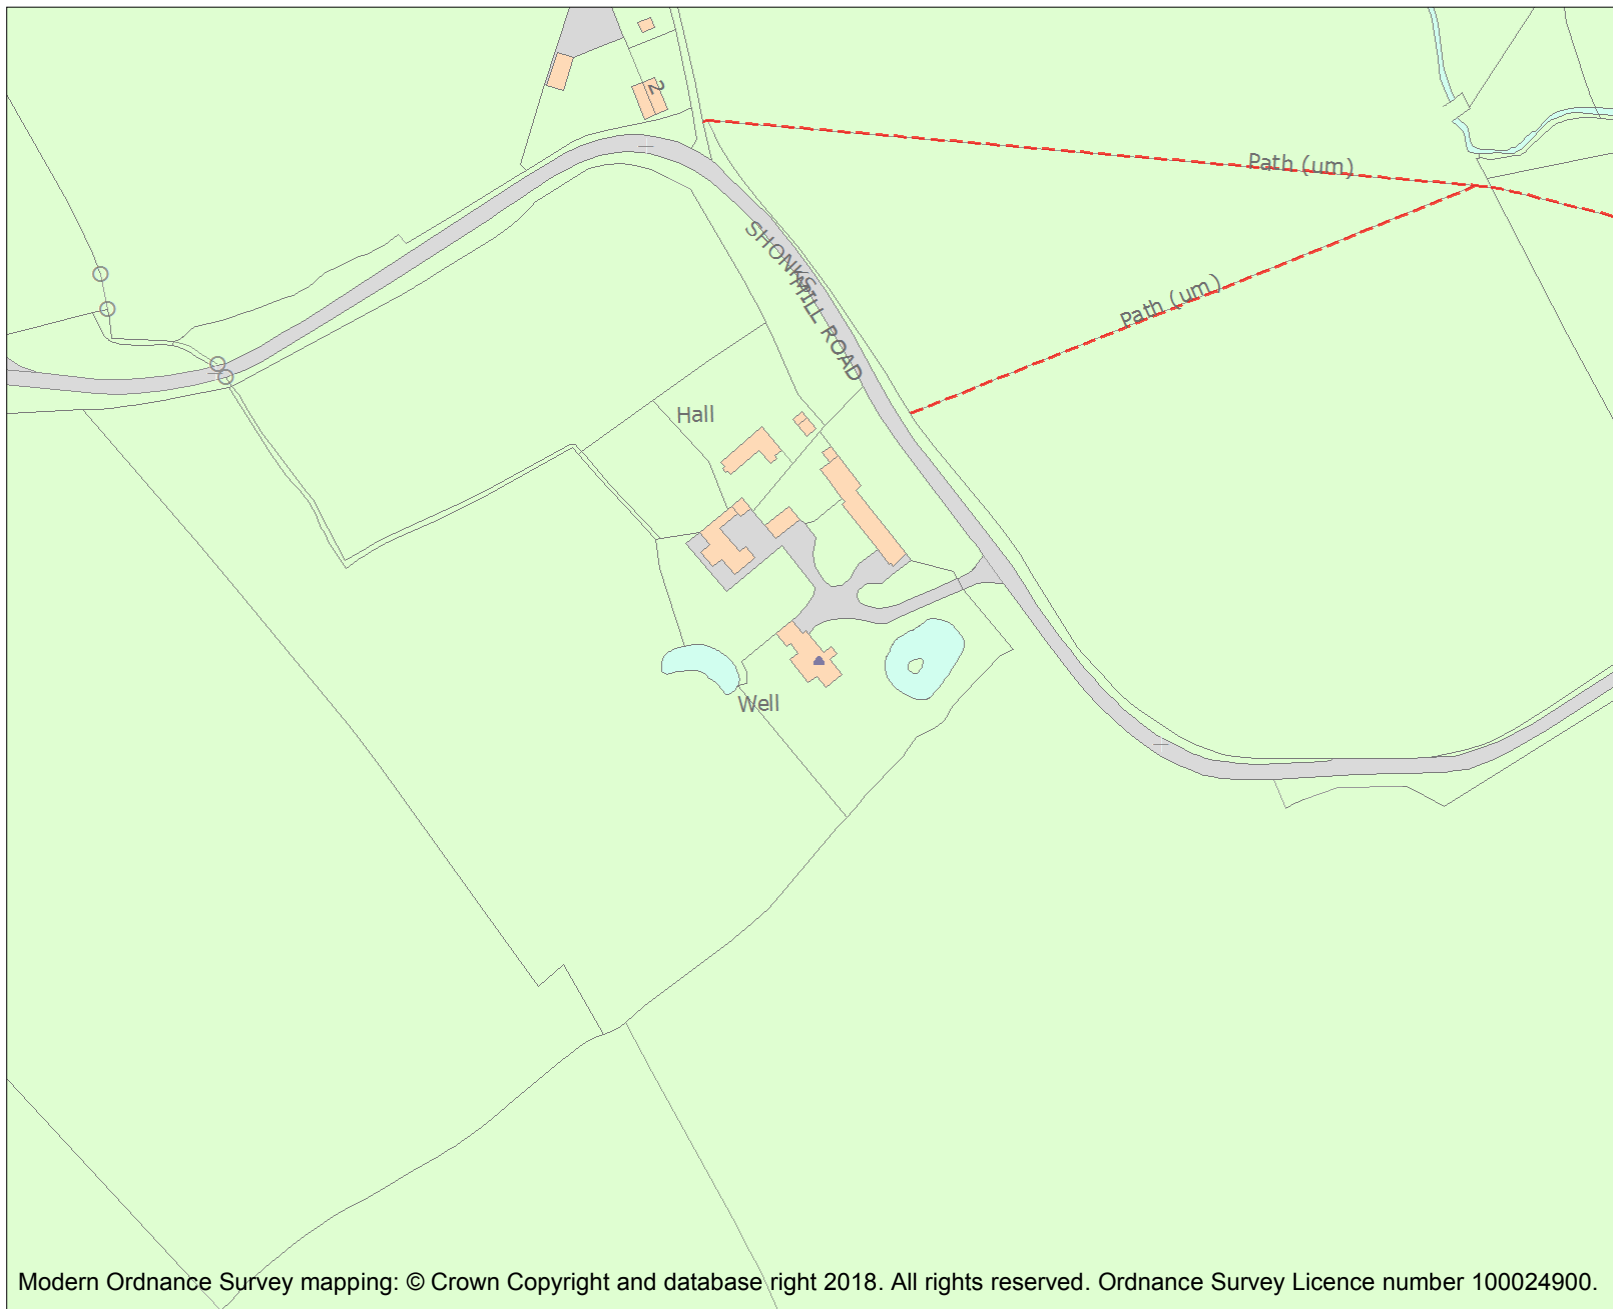 2
Path (um)
SHONKS
MILL ROAD
Path (um)
Hall
Well
Modern Ordnance Survey mapping: © Crown Copyright and database right 2018. All rights reserved. Ordnance Survey Licence number 100024900.